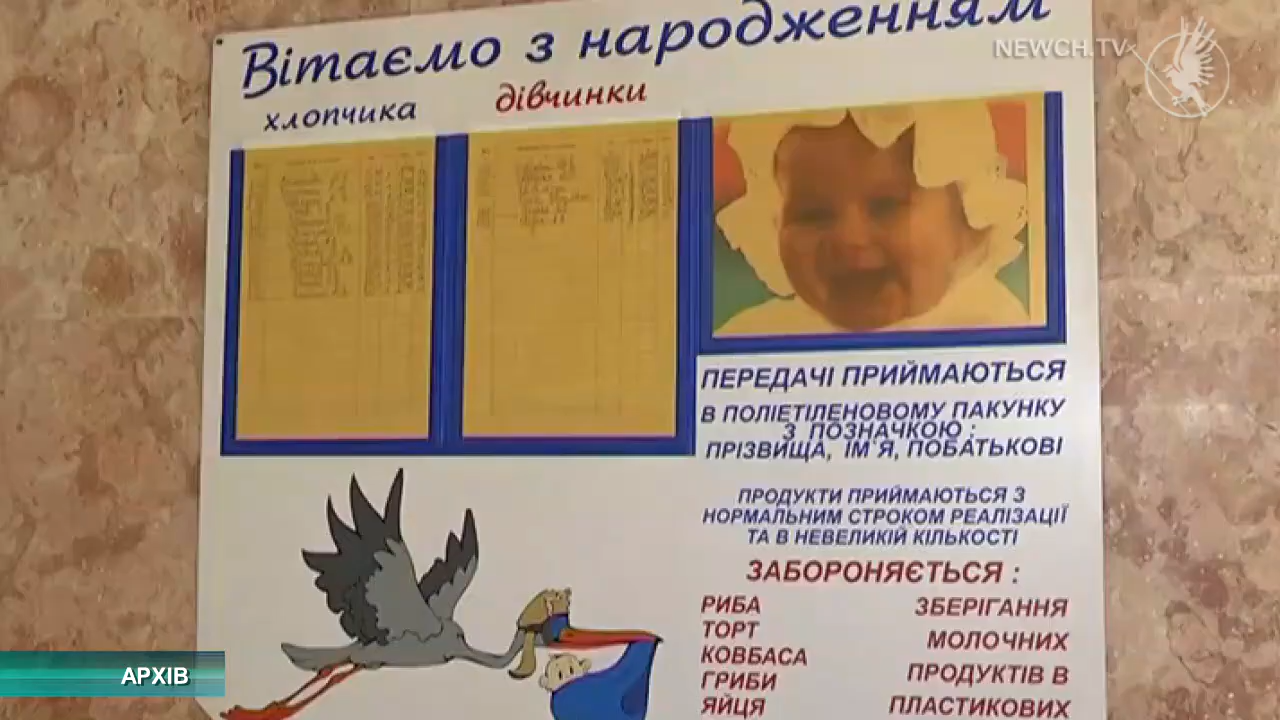 NEWCH.TV
Вітаємо з народженням
хлопчика
дівчинки
ПЕРЕДАЧІ ПРИЙМАЮТЬСЯ
В ПОЛІЕТІЛЕНОВОМУ ПАКУНКУ
З ПОЗНАЧКОЮ :
ПРІЗВИЩА, ІМ`Я, ПОБАТЬКОВІ
ПРОДУКТИ ПРИЙМАЮТЬСЯ З
НОРМАЛЬНИМ СТРОКОМ РЕАЛІЗАЦІЇ
ТА В НЕВЕЛИКІЙ КІЛЬКОСТІ
ЗАБОРОНЯЄТЬСЯ :
РИБА
ТОРТ
КОВБАСА
ГРИБИ
ЯЙЦЯ
ЗБЕРІГАННЯ
МОЛОЧНИХ
ПРОДУКТІВ В
ПЛАСТИКОВИХ
АРХІВ